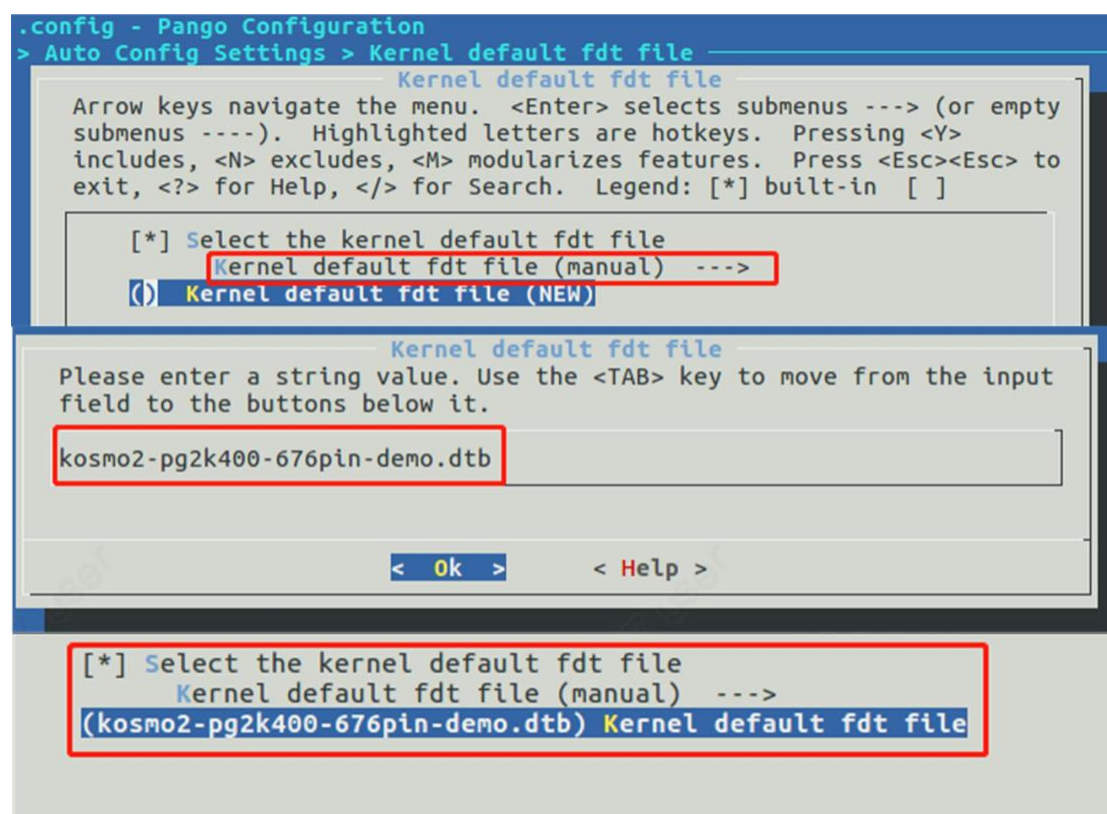 .config - Pango Configuration
> Auto Config Settings > Kernel default fdt file
Kernel default fdt file
Arrow keys navigate the menu. <Enter> selects submenus ---> (or empty
submenus ----). Highlighted letters are hotkeys. Pressing <Y>
includes, <N> excludes, <M> modularizes features. Press <Esc><Esc> to
exit, <?> for Help, </> for Search. Legend: [*] built-in [ ]
[*] Select the kernel default fdt file
Kernel default fdt file (manual) --->
() Kernel default fdt file (NEW)
Kernel default fdt file
Please enter a string value. Use the <TAB> key to move from the input
field to the buttons below it.
kosmo2-pg2k400-676pin-demo.dtb
< Ok > < Help >
[*] Select the kernel default fdt file
Kernel default fdt file (manual) --->
(kosmo2-pg2k400-676pin-demo.dtb) Kernel default fdt file